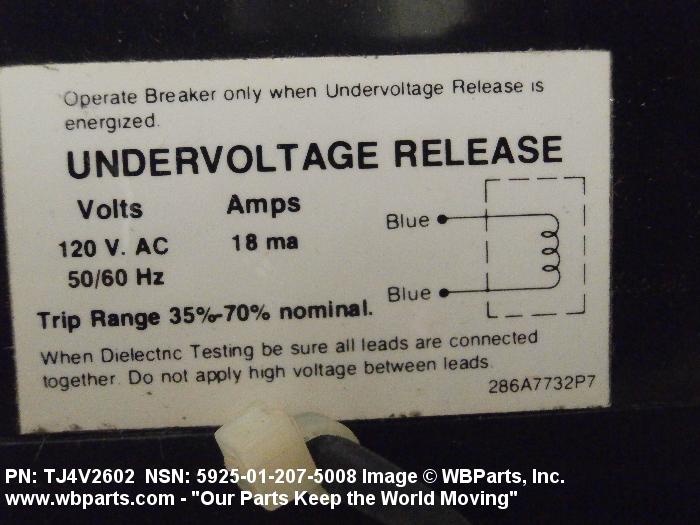 Operate Breaker only when Undervoltage Release is
energized.
UNDERVOLTAGE RELEASE
Volts Amps
120 V. AC 18 ma
50/60 Hz
Blue
Blue
Trip Range 35%-70% nominal.
When Dielectric Testing be sure all leads are connected
together. Do not apply high voltage between leads.
286A7732P7
PN: TJ4V2602 NSN: 5925-01-207-5008 Image © WBParts, Inc.
www.wbparts.com - "Our Parts Keep the World Moving"